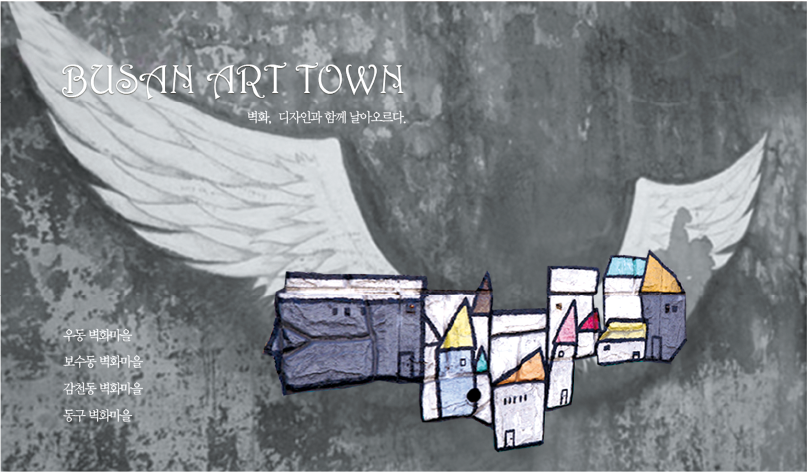 BUSAN ART TOWN
벽화, 디자인과 함께 날아오르다.
우동 벽화마을
보수동 벽화마을
감천동 벽화마을
동구 벽화마을